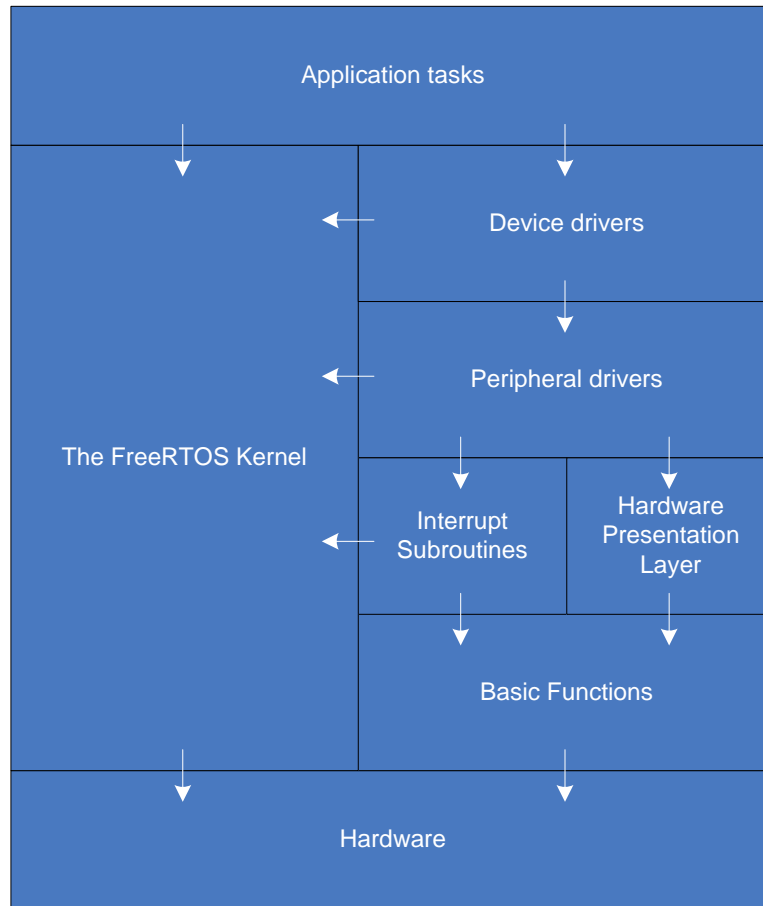 Application tasks
Device drivers
Peripheral drivers
The FreeRTOS Kernel
Interrupt
Subroutines
Hardware
Presentation
Layer
Basic Functions
Hardware